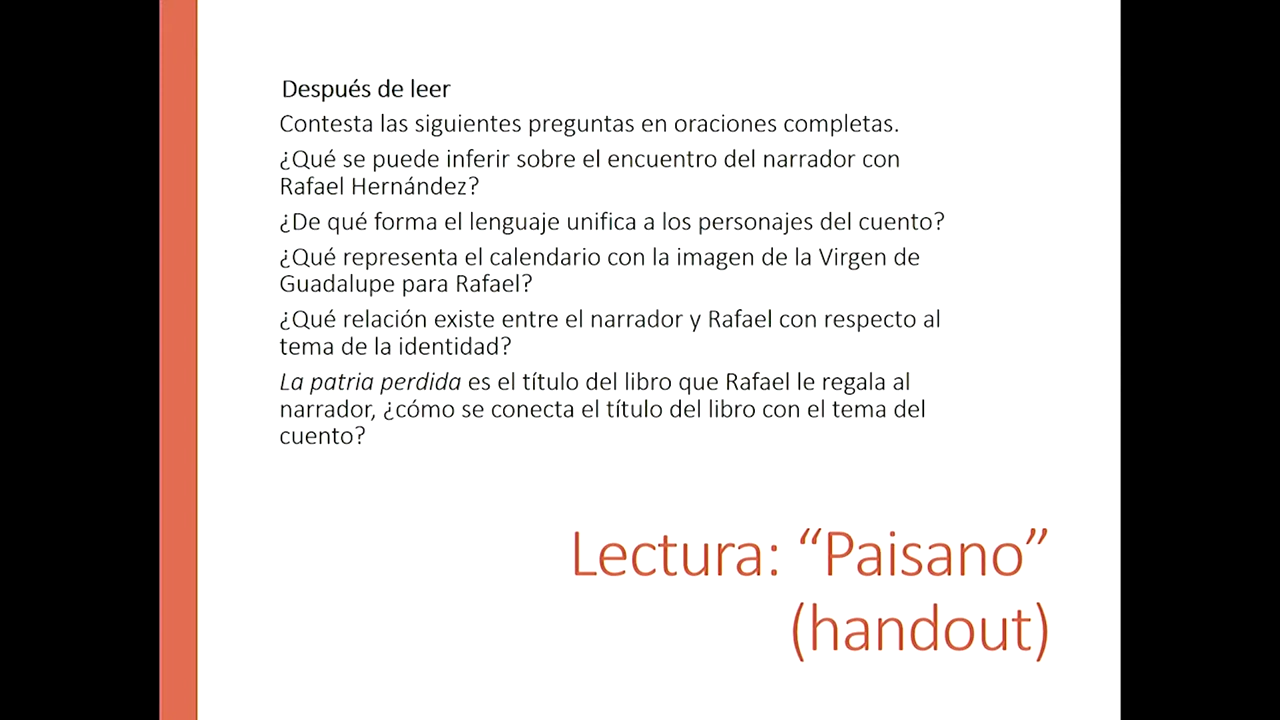 Después de leer
Contesta las siguientes preguntas en oraciones completas.
¿Qué se puede inferir sobre el encuentro del narrador con
Rafael Hernández?
¿De qué forma el lenguaje unifica a los personajes del cuento?
¿Qué representa el calendario con la imagen de la Virgen de
Guadalupe para Rafael?
¿Qué relación existe entre el narrador y Rafael con respecto al
tema de la identidad?
La patria perdida es el título del libro que Rafael le regala al
narrador, ¿cómo se conecta el título del libro con el tema del
cuento?
Lectura: “Paisano”
(handout)